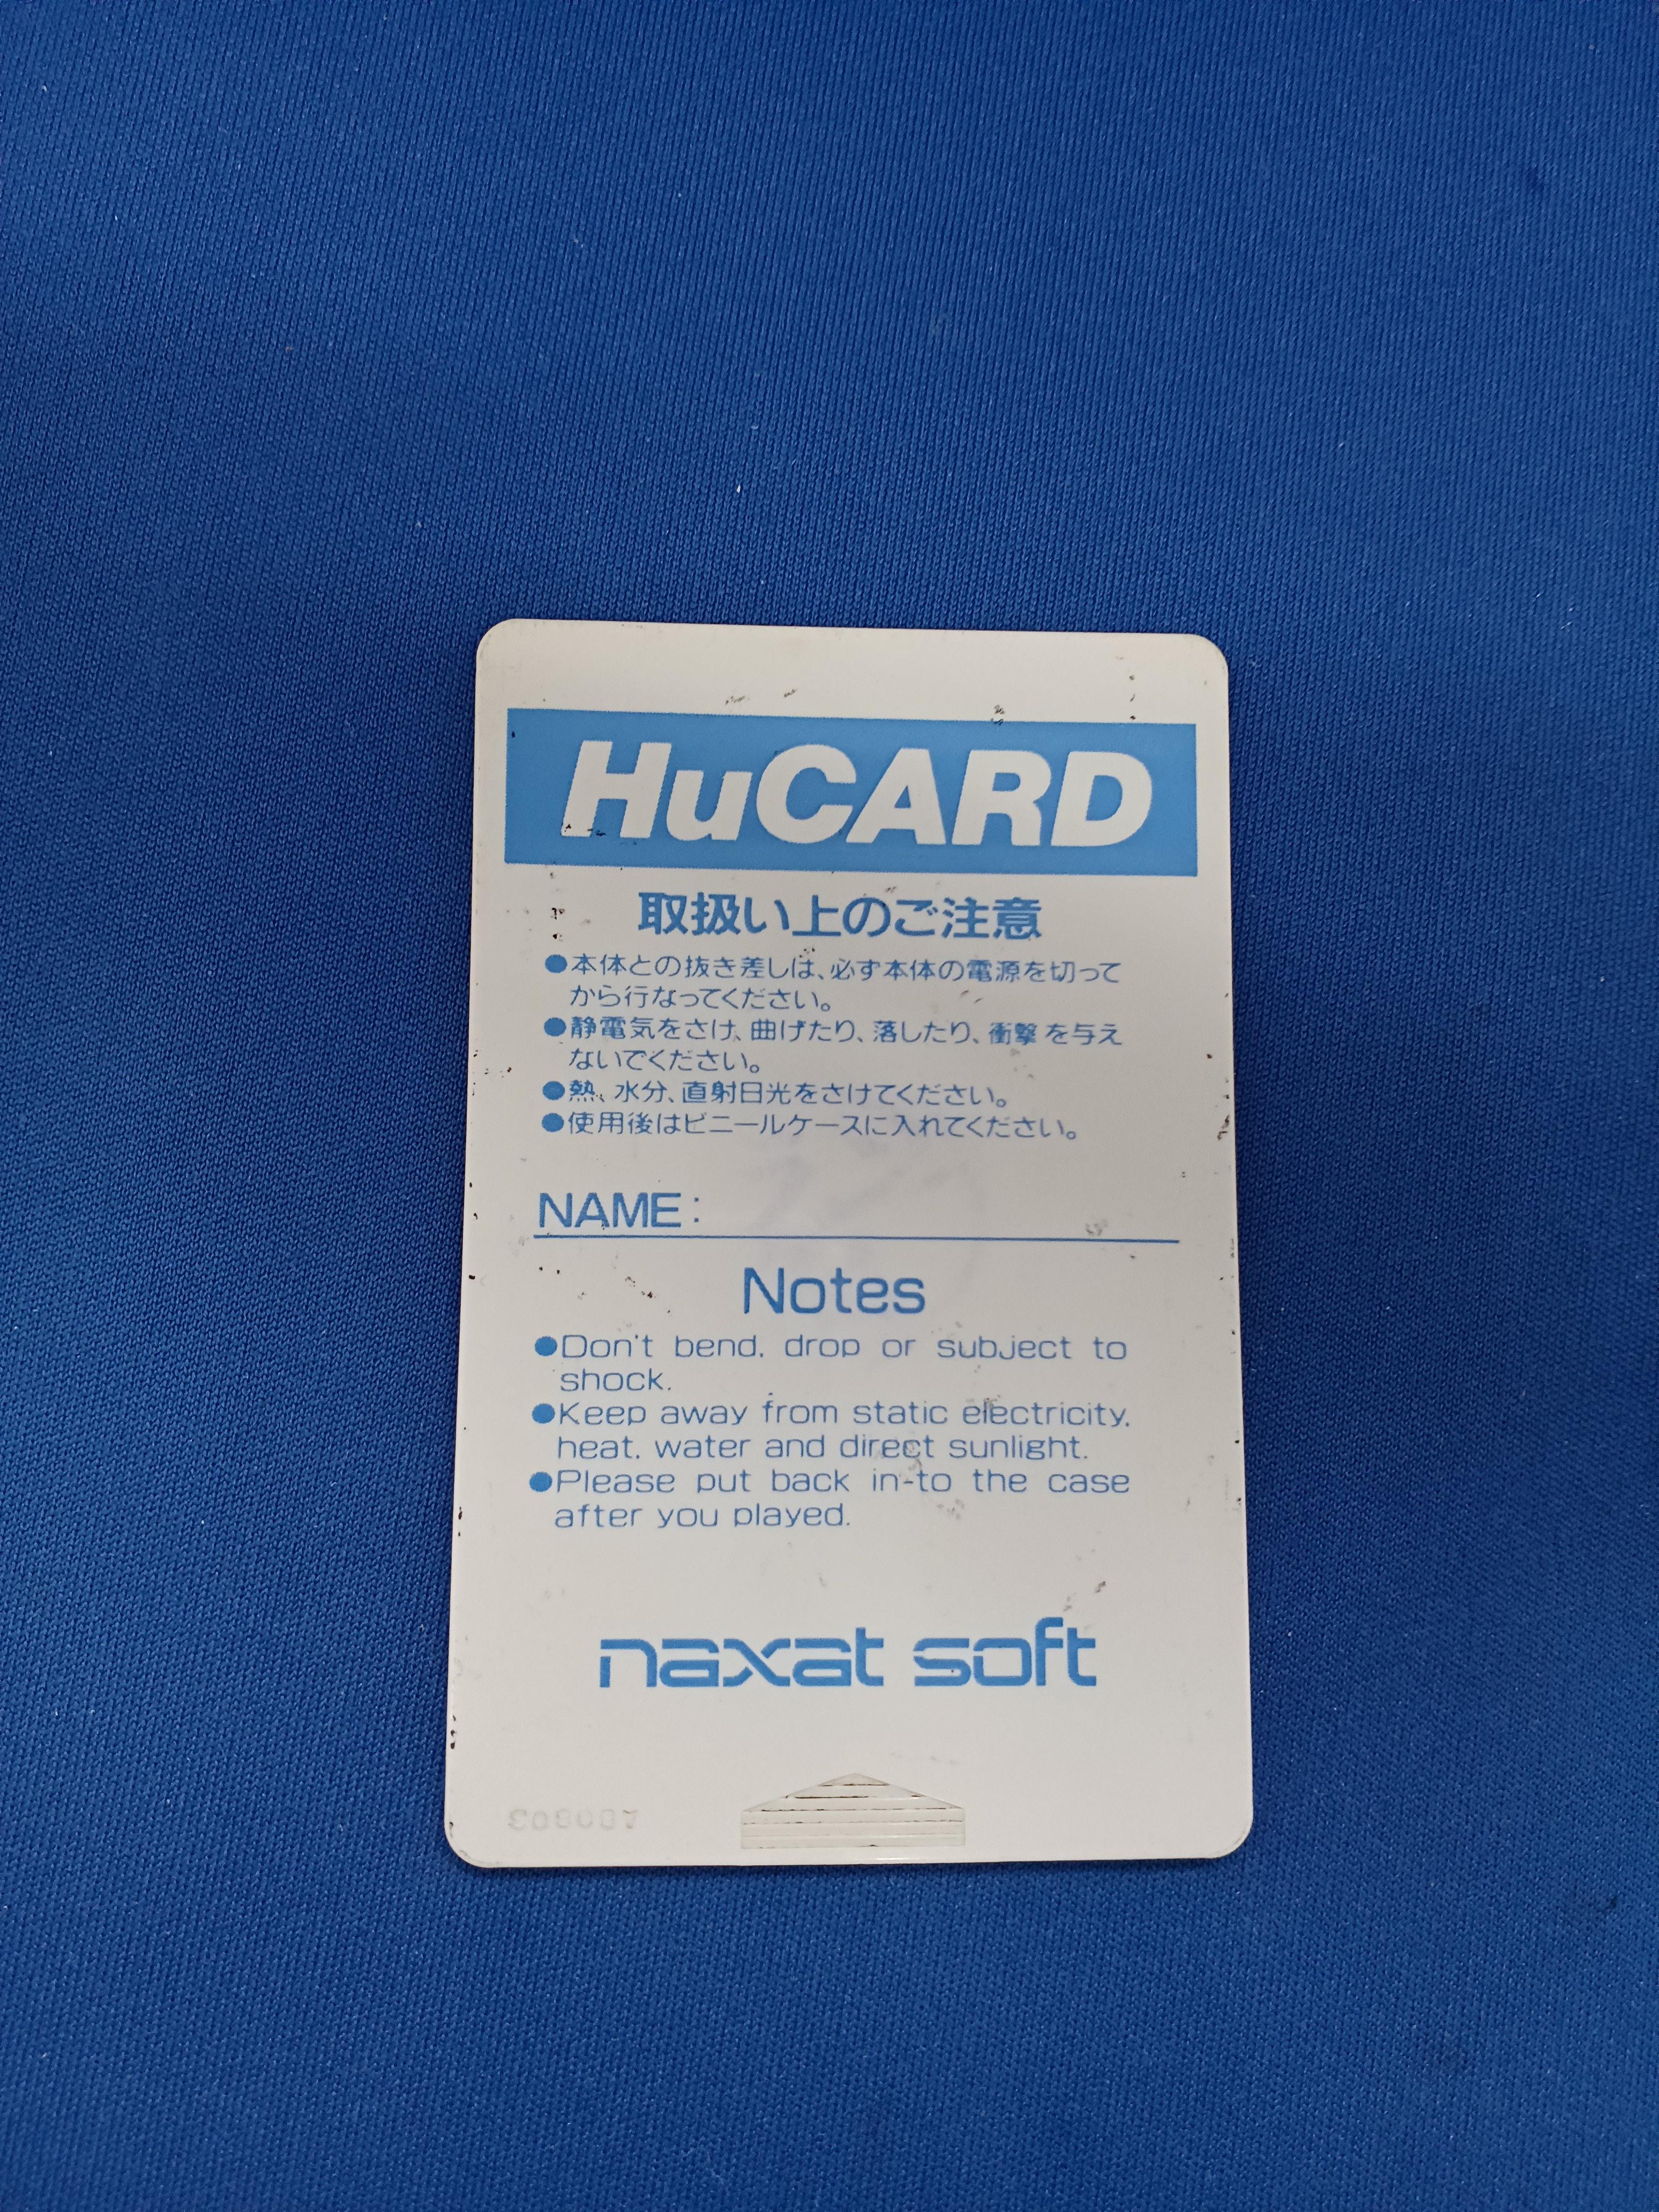 HuCARD
取扱い上のご注意
●本体との抜き差しは、必ず本体の電源を切って
から行なってください。
●静電気をさけ、曲げたり、落したり、衝撃を与え
ないでください。
●熱、水分、直射日光をさけてください。
●使用後はビニールケースに入れてください。
NAME:
Notes
●Don't bend, drop or subject to
shock.
●Keep away from static electricity,
heat, water and direct sunlight.
●Please put back in-to the case
after you played.
naxat soft